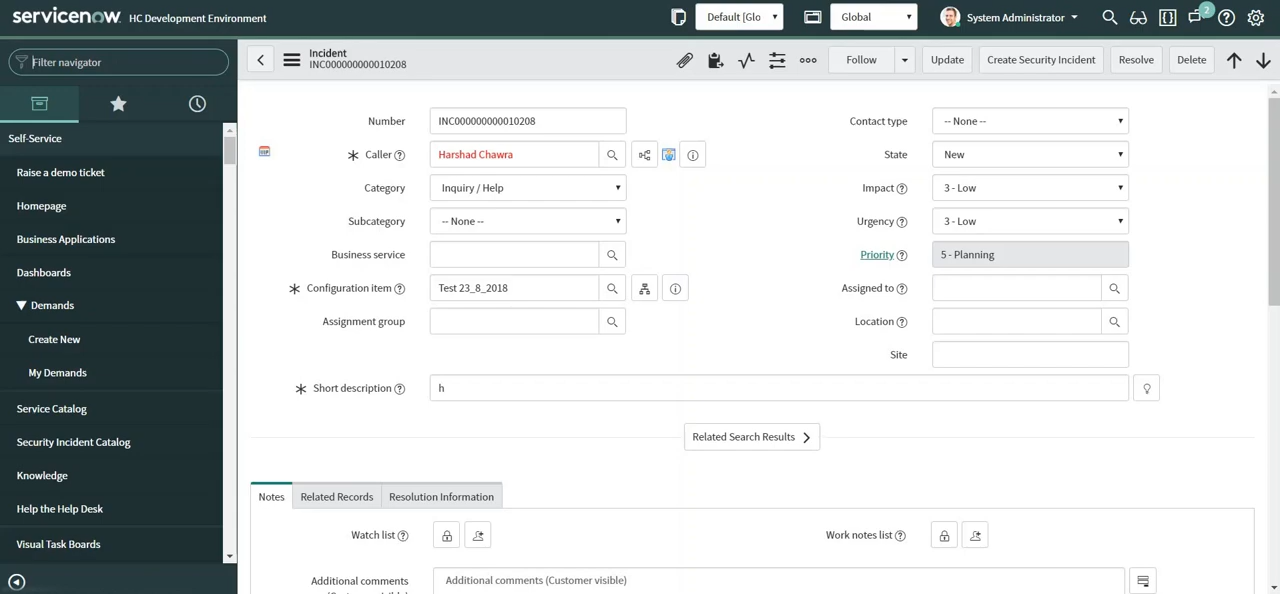 servicenow HC Development Environment
Default [Glo
Global
System Administrator
2
Filter navigator
Incident
INC000000000010208
Follow
Update
Create Security Incident
Resolve
Delete
Self-Service
Raise a demo ticket
Homepage
Business Applications
Dashboards
Demands
Create New
My Demands
Service Catalog
Security Incident Catalog
Knowledge
Help the Help Desk
Visual Task Boards
Number INC000000000010208
Caller Harshad Chawra
Category Inquiry / Help
Subcategory -- None --
Business service
Configuration item Test 23_8_2018
Assignment group
Contact type -- None --
State New
Impact 3 - Low
Urgency 3 - Low
Priority 5 - Planning
Assigned to
Location
Site
Short description h
Related Search Results
Notes Related Records Resolution Information
Watch list
Work notes list
Additional comments Additional comments (Customer visible)